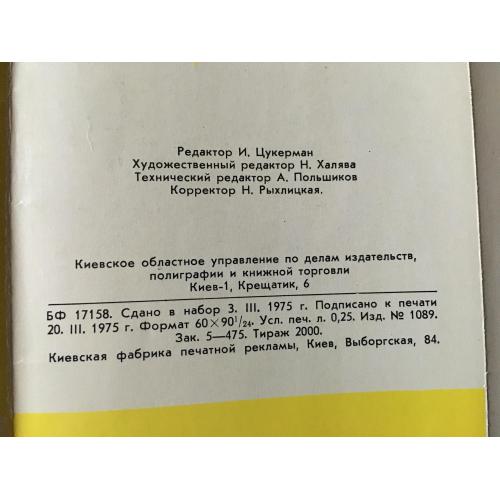 Редактор И. Цукерман
Художественный редактор Н. Халява
Технический редактор А. Польшиков
Корректор Н. Рыхлицкая.
Киевское областное управление по делам издательств,
полиграфии и книжной торговли
Киев-1, Крещатик, 6
БФ 17158. Сдано в набор 3. III. 1975 г. Подписано к печати
20. III. 1975 г. Формат 60×90¹/₂₄. Усл. печ. л. 0,25. Изд. № 1089.
Зак. 5—475. Тираж 2000.
Киевская фабрика печатной рекламы, Киев, Выборгская, 84.